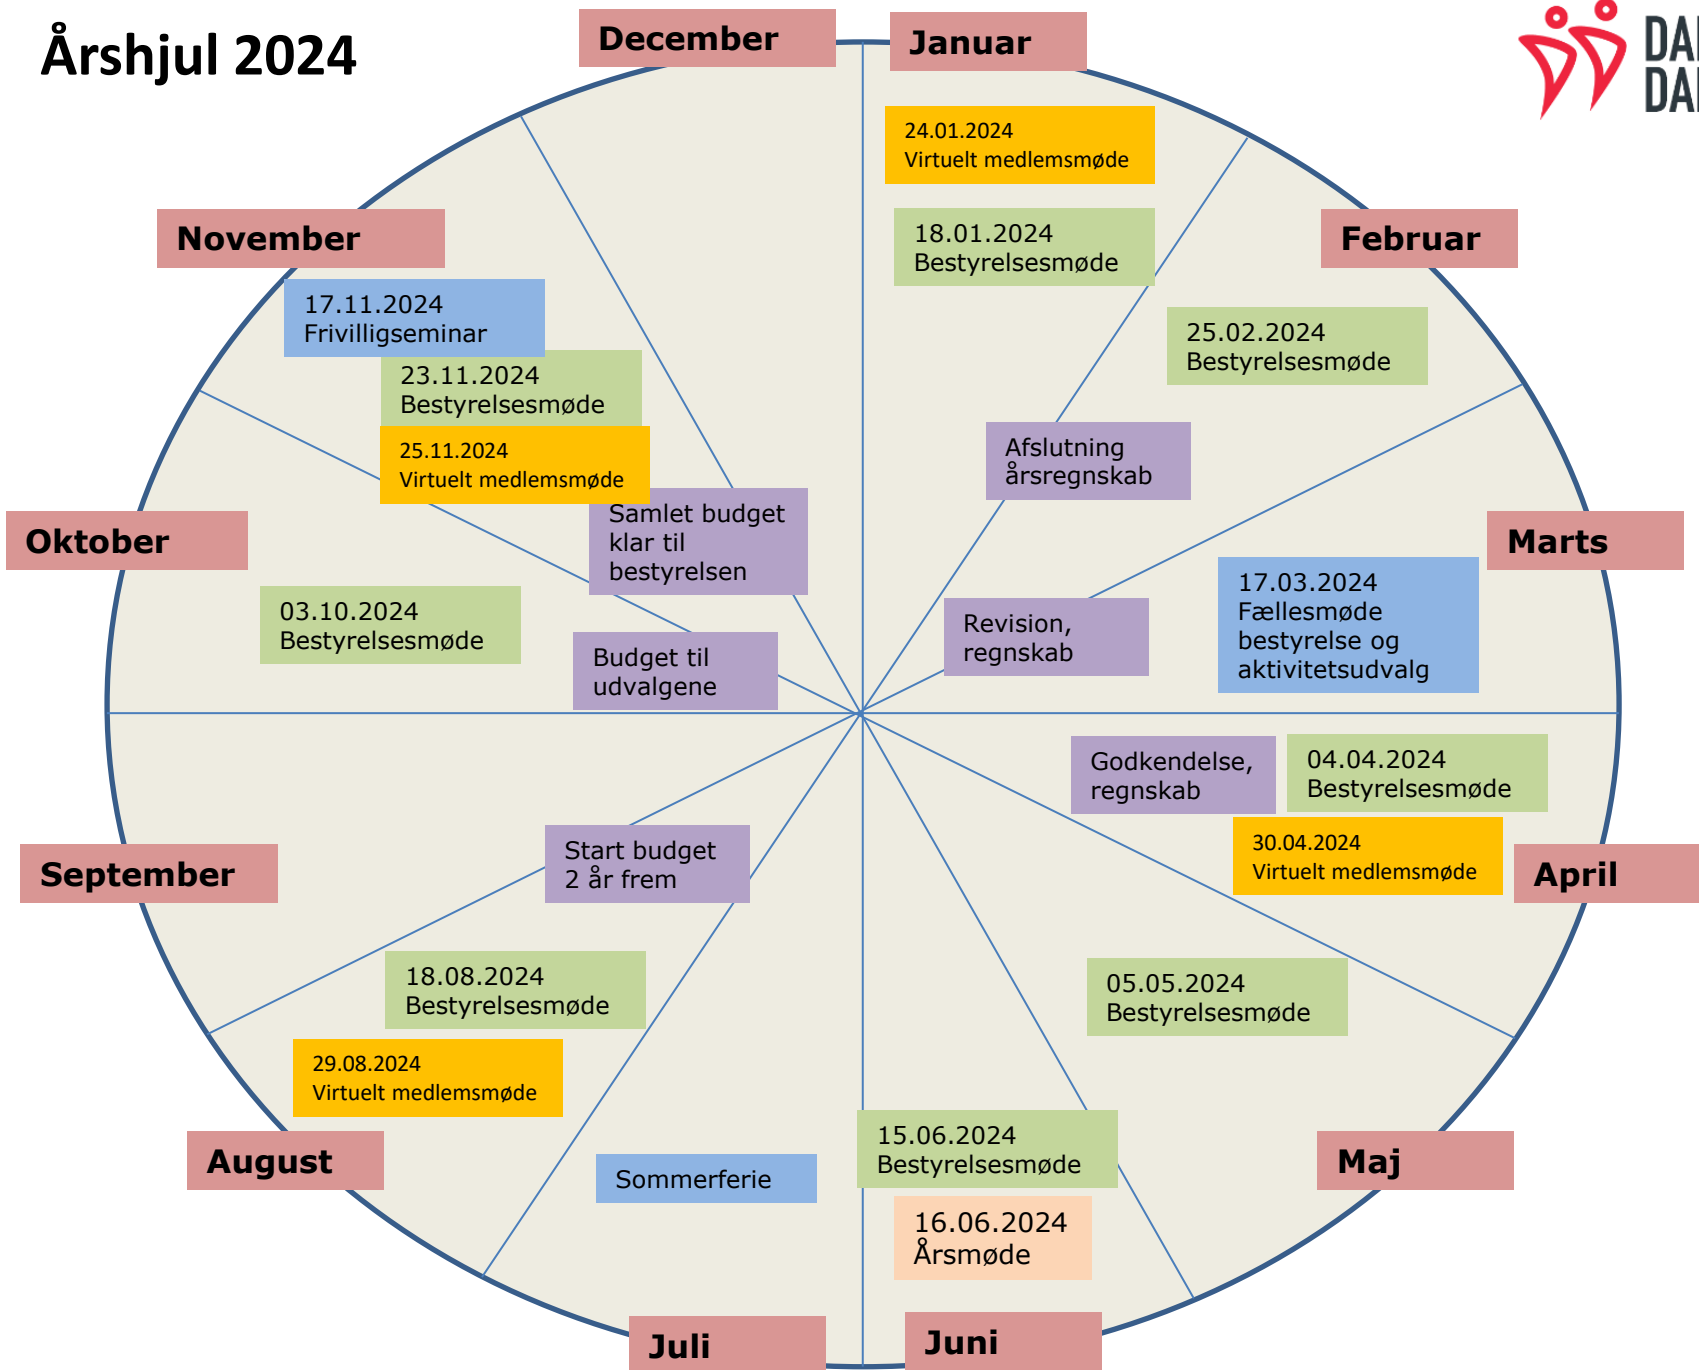 Årshjul 2024
December
Januar
24.01.2024
Virtuelt medlemsmøde
18.01.2024
Bestyrelsesmøde
Februar
25.02.2024
Bestyrelsesmøde
Afslutning
årsregnskab
Marts
17.03.2024
Fællesmøde
bestyrelse og
aktivitetsudvalg
Revision,
regnskab
Godkendelse,
regnskab
04.04.2024
Bestyrelsesmøde
30.04.2024
Virtuelt medlemsmøde
April
05.05.2024
Bestyrelsesmøde
Maj
15.06.2024
Bestyrelsesmøde
16.06.2024
Årsmøde
Juni
Sommerferie
Juli
Start budget
2 år frem
18.08.2024
Bestyrelsesmøde
29.08.2024
Virtuelt medlemsmøde
August
September
Oktober
03.10.2024
Bestyrelsesmøde
Budget til
udvalgene
November
17.11.2024
Frivilligseminar
23.11.2024
Bestyrelsesmøde
25.11.2024
Virtuelt medlemsmøde
Samlet budget
klar til
bestyrelsen